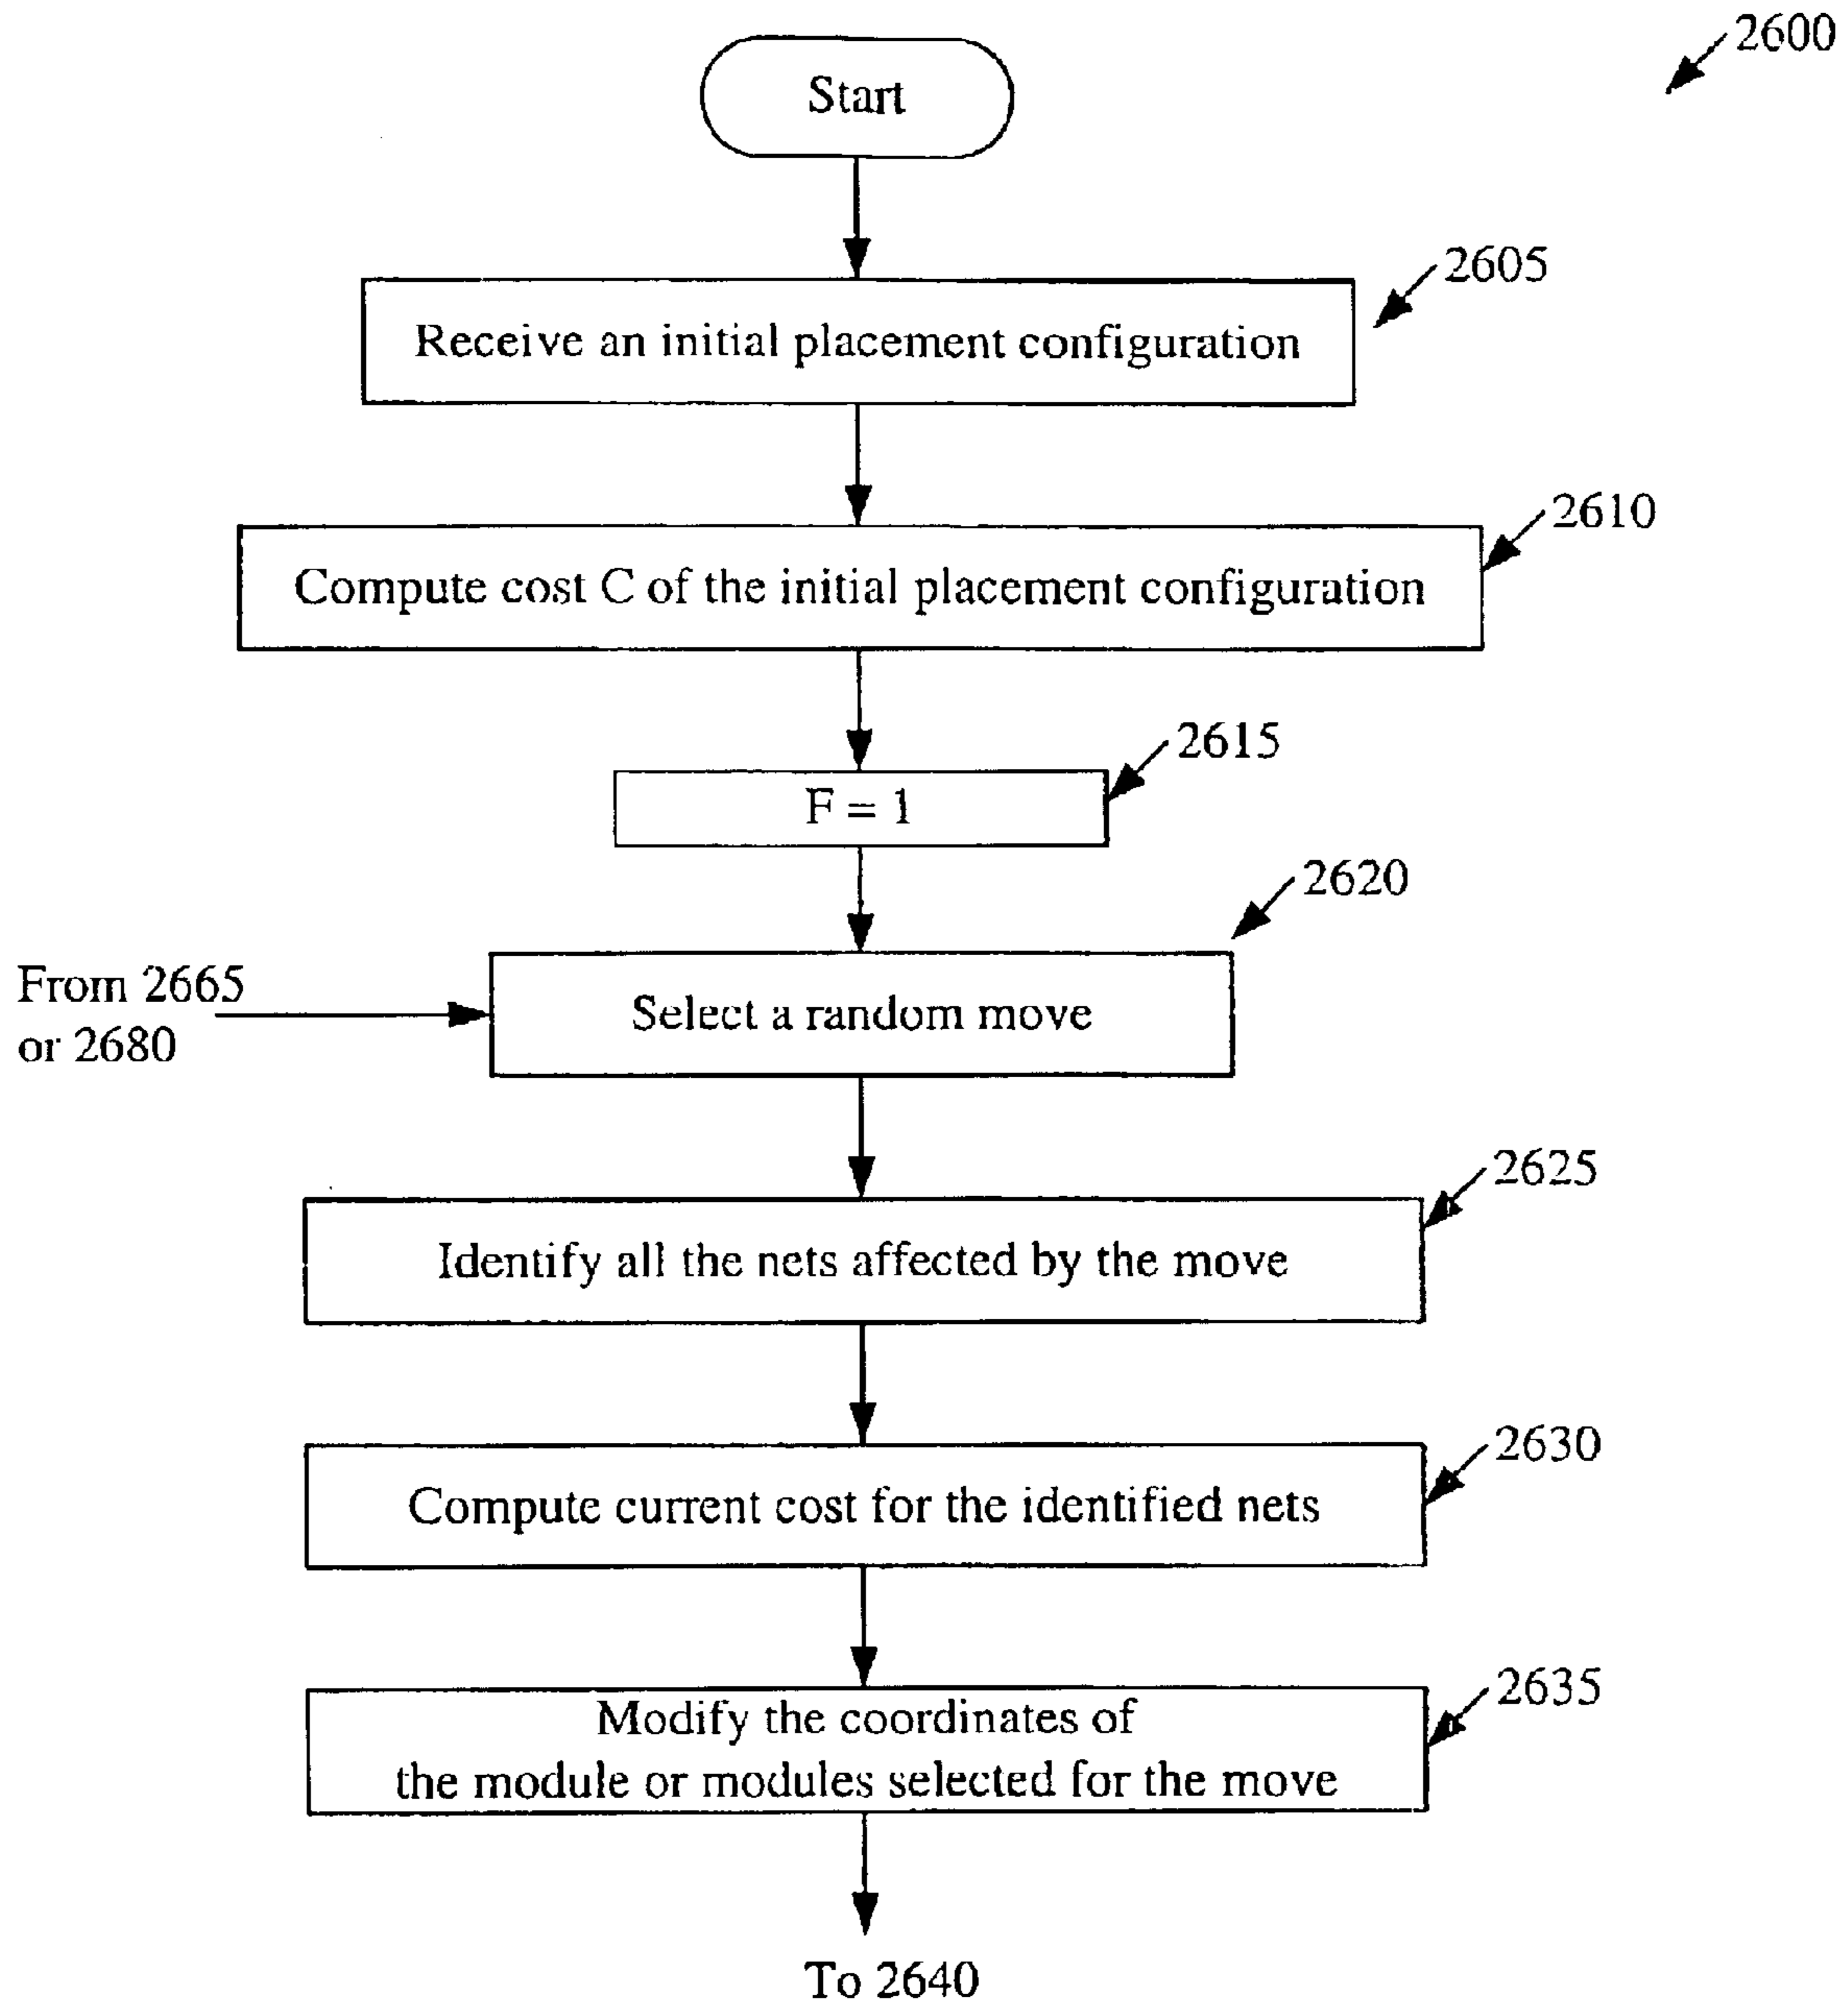 2600
Start
2605
Receive an initial placement configuration
2610
Compute cost C of the initial placement configuration
2615
F = 1
2620
From 2665
or 2680
Select a random move
2625
Identify all the nets affected by the move
2630
Compute current cost for the identified nets
2635
Modify the coordinates of
the module or modules selected for the move
To 2640